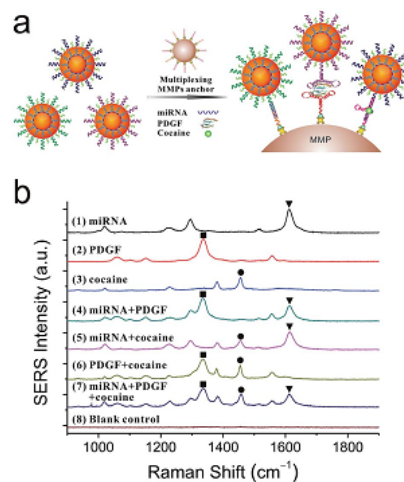 a
Multiplexing
MMPs anchor
miRNA
PDGF
Cocaine
MMP
b
SERS Intensity (a.u.)
(1) miRNA
(2) PDGF
(3) cocaine
(4) miRNA+PDGF
(5) miRNA+cocaine
(6) PDGF+cocaine
(7) miRNA+PDGF
+cocaine
(8) Blank control
1000 1200 1400 1600 1800
Raman Shift (cm⁻¹)